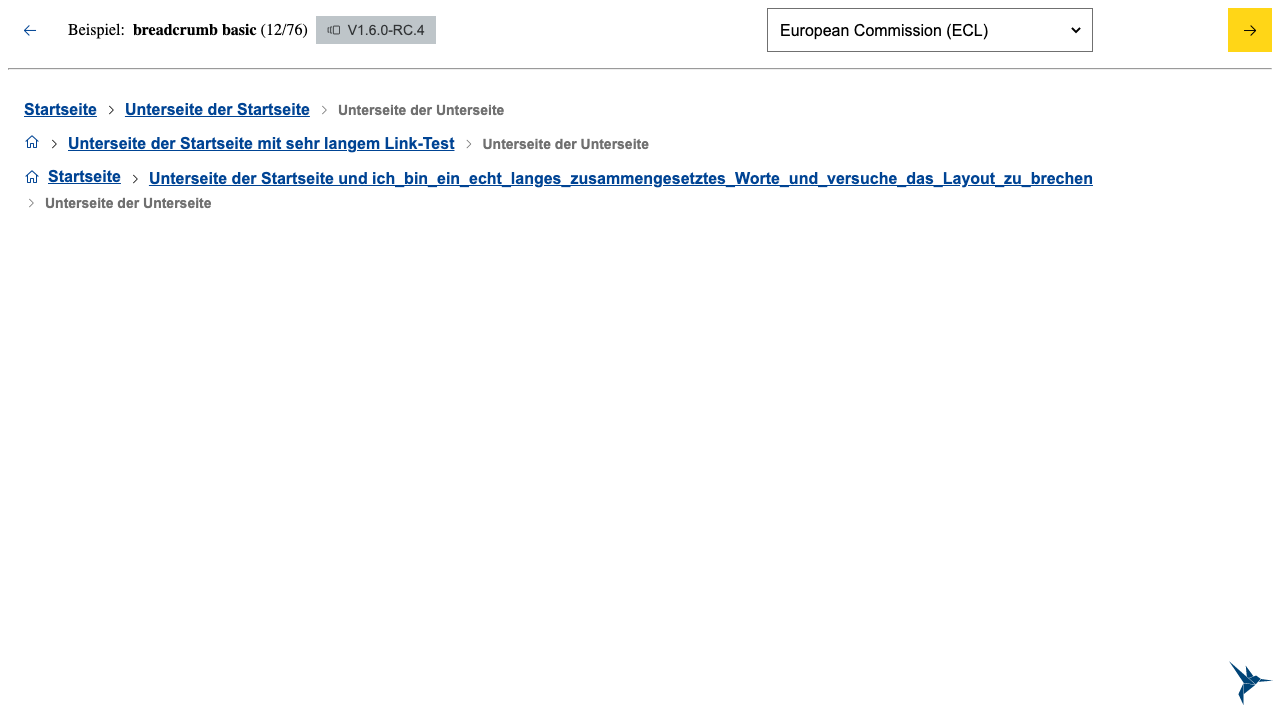 Beispiel: breadcrumb basic (12/76) V1.6.0-RC.4 European Commission (ECL)
Startseite Unterseite der Startseite Unterseite der Unterseite
Unterseite der Startseite mit sehr langem Link-Test Unterseite der Unterseite
Startseite Unterseite der Startseite und ich_bin_ein_echt_langes_zusammengesetztes_Worte_und_versuche_das_Layout_zu_brechen
Unterseite der Unterseite